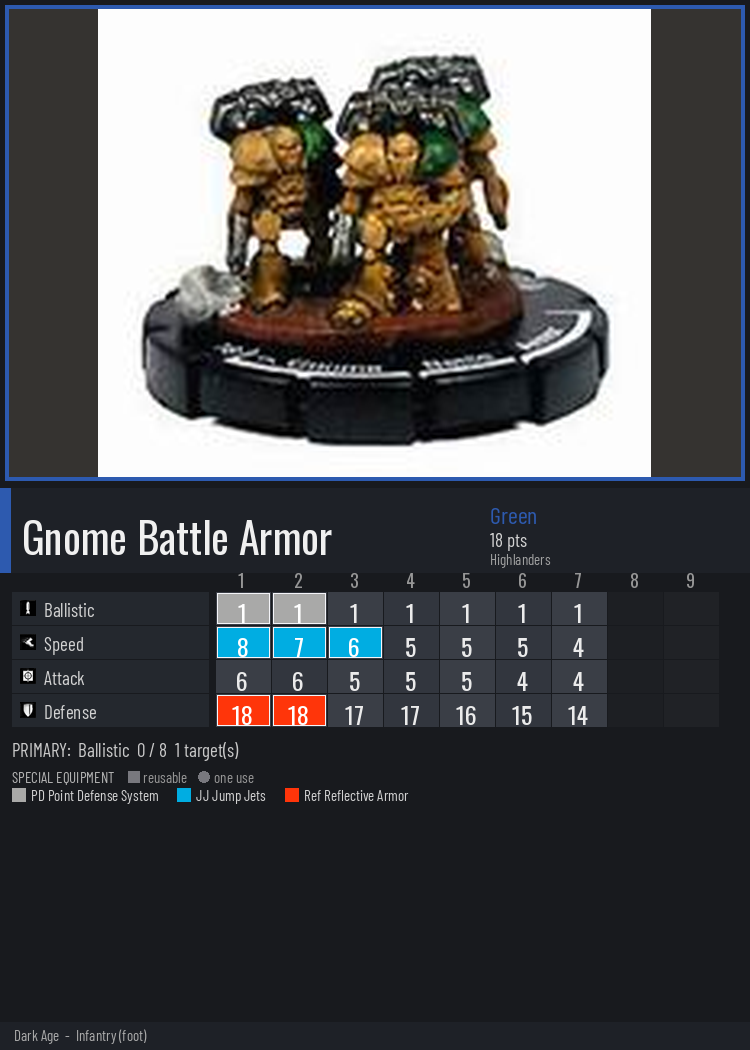 Gnome Battle Armor
Green
18 pts
Highlanders
1 2 3 4 5 6 7 8 9
Ballistic 1 1 1 1 1 1 1
Speed 8 7 6 5 5 5 4
Attack 6 6 5 5 5 4 4
Defense 18 18 17 17 16 15 14
PRIMARY: Ballistic 0 / 8 1 target(s)
SPECIAL EQUIPMENT reusable one use
PD Point Defense System JJ Jump Jets Ref Reflective Armor
Dark Age - Infantry (foot)